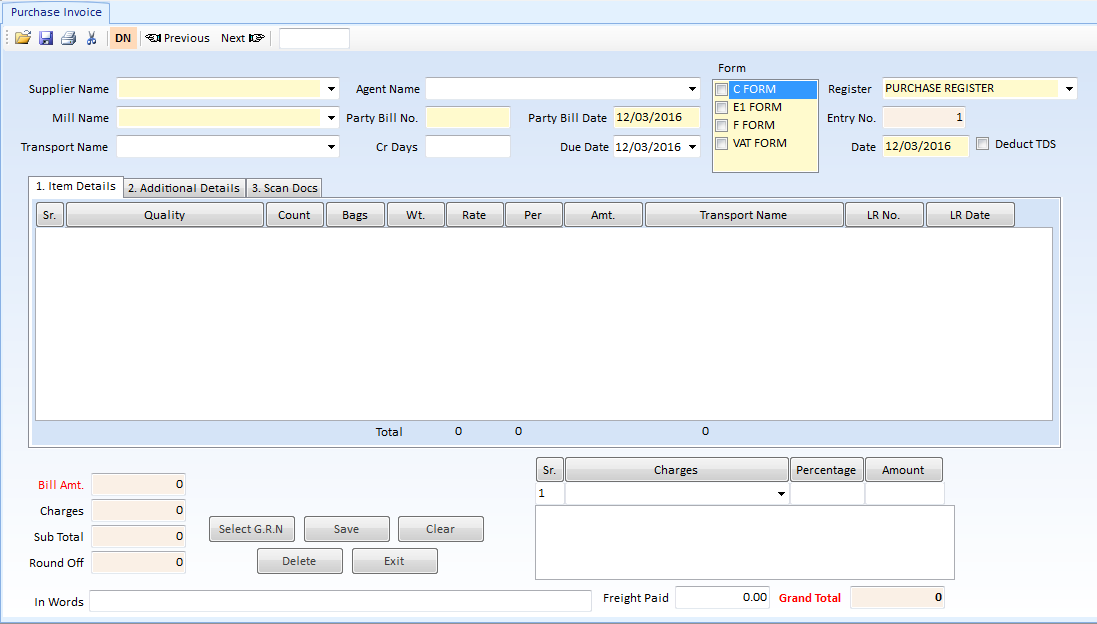 Purchase Invoice
DN Previous Next
Form
Supplier Name Agent Name C FORM Register PURCHASE REGISTER
E1 FORM
Mill Name Party Bill No. Party Bill Date 12/03/2016 F FORM Entry No. 1
Transport Name Cr Days Due Date 12/03/2016 VAT FORM Date 12/03/2016 Deduct TDS
1. Item Details 2. Additional Details 3. Scan Docs
Sr. Quality Count Bags Wt. Rate Per Amt. Transport Name LR No. LR Date
Total 0 0 0
Sr. Charges Percentage Amount
1
Bill Amt. 0
Charges 0
Sub Total 0
Round Off 0
Select G.R.N Save Clear
Delete Exit
In Words Freight Paid 0.00 Grand Total 0